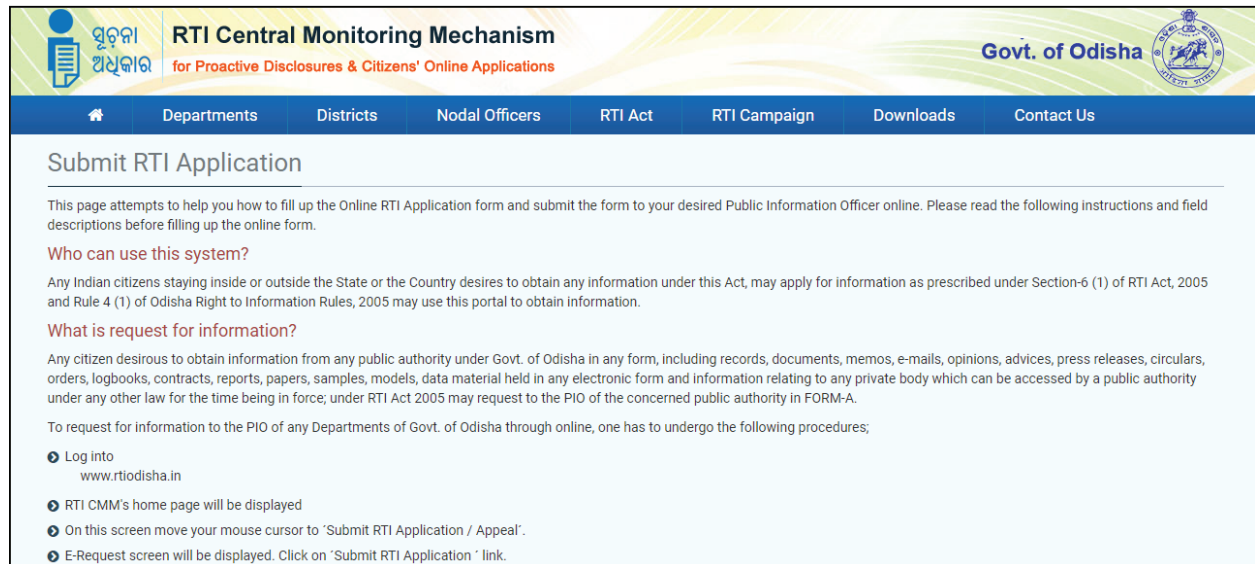 ସୂଚନା
ଅଧିକାର
RTI Central Monitoring Mechanism
for Proactive Disclosures & Citizens' Online Applications
Govt. of Odisha
Departments Districts Nodal Officers RTI Act RTI Campaign Downloads Contact Us
Submit RTI Application
This page attempts to help you how to fill up the Online RTI Application form and submit the form to your desired Public Information Officer online. Please read the following instructions and field
descriptions before filling up the online form.
Who can use this system?
Any Indian citizens staying inside or outside the State or the Country desires to obtain any information under this Act, may apply for information as prescribed under Section-6 (1) of RTI Act, 2005
and Rule 4 (1) of Odisha Right to Information Rules, 2005 may use this portal to obtain information.
What is request for information?
Any citizen desirous to obtain information from any public authority under Govt. of Odisha in any form, including records, documents, memos, e-mails, opinions, advices, press releases, circulars,
orders, logbooks, contracts, reports, papers, samples, models, data material held in any electronic form and information relating to any private body which can be accessed by a public authority
under any other law for the time being in force; under RTI Act 2005 may request to the PIO of the concerned public authority in FORM-A.
To request for information to the PIO of any Departments of Govt. of Odisha through online, one has to undergo the following procedures;
Log into
www.rtiodisha.in
RTI CMM's home page will be displayed
On this screen move your mouse cursor to ´Submit RTI Application / Appeal´.
E-Request screen will be displayed. Click on ´Submit RTI Application ´ link.